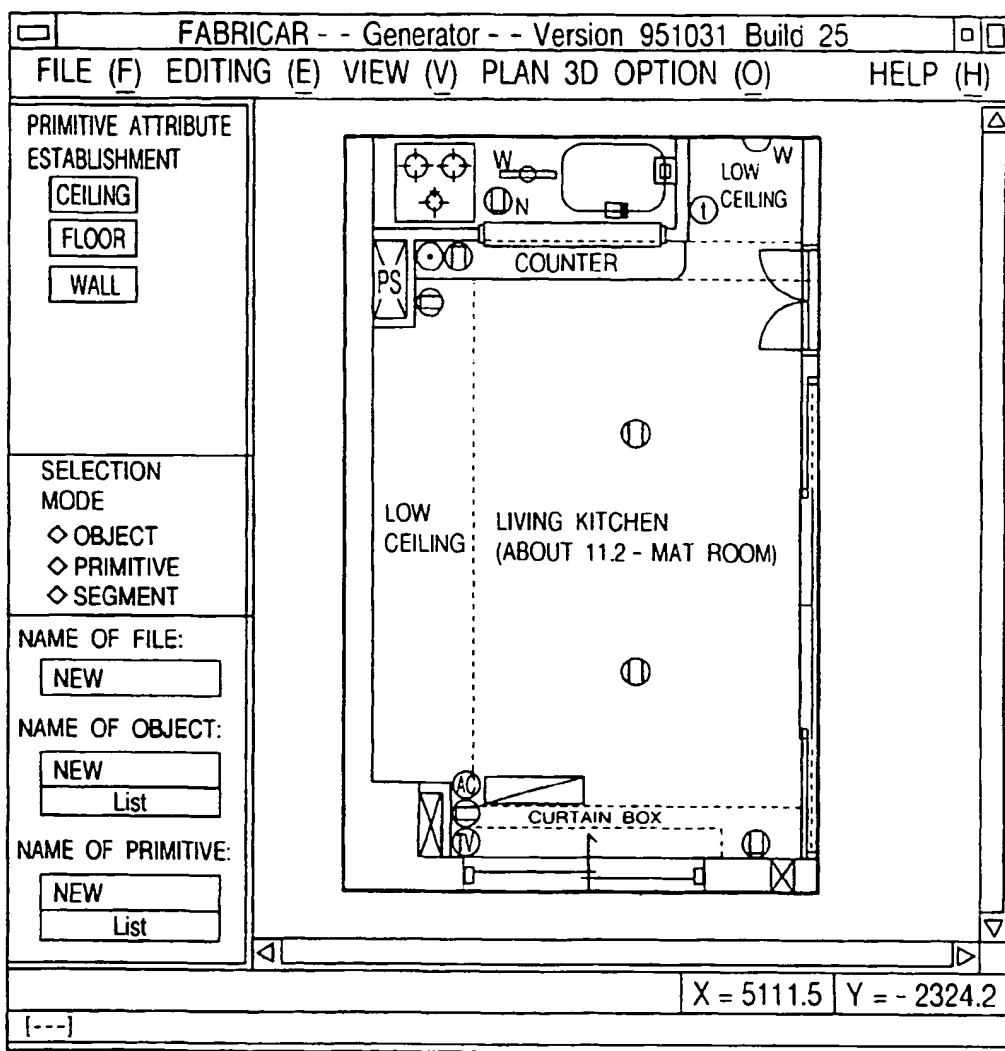 FABRICAR - - Generator - - Version 951031 Build 25
FILE (F) EDITING (E) VIEW (V) PLAN 3D OPTION (O) HELP (H)
PRIMITIVE ATTRIBUTE
ESTABLISHMENT
CEILING
FLOOR
WALL
SELECTION
MODE
OBJECT
PRIMITIVE
SEGMENT
NAME OF FILE:
NEW
NAME OF OBJECT:
NEW
List
NAME OF PRIMITIVE:
NEW
List
W
N
W
LOW
CEILING
t
COUNTER
PS
LOW
CEILING
LIVING KITCHEN
(ABOUT 11.2 - MAT ROOM)
AC
CURTAIN BOX
TV
X = 5111.5 Y = - 2324.2
[---]